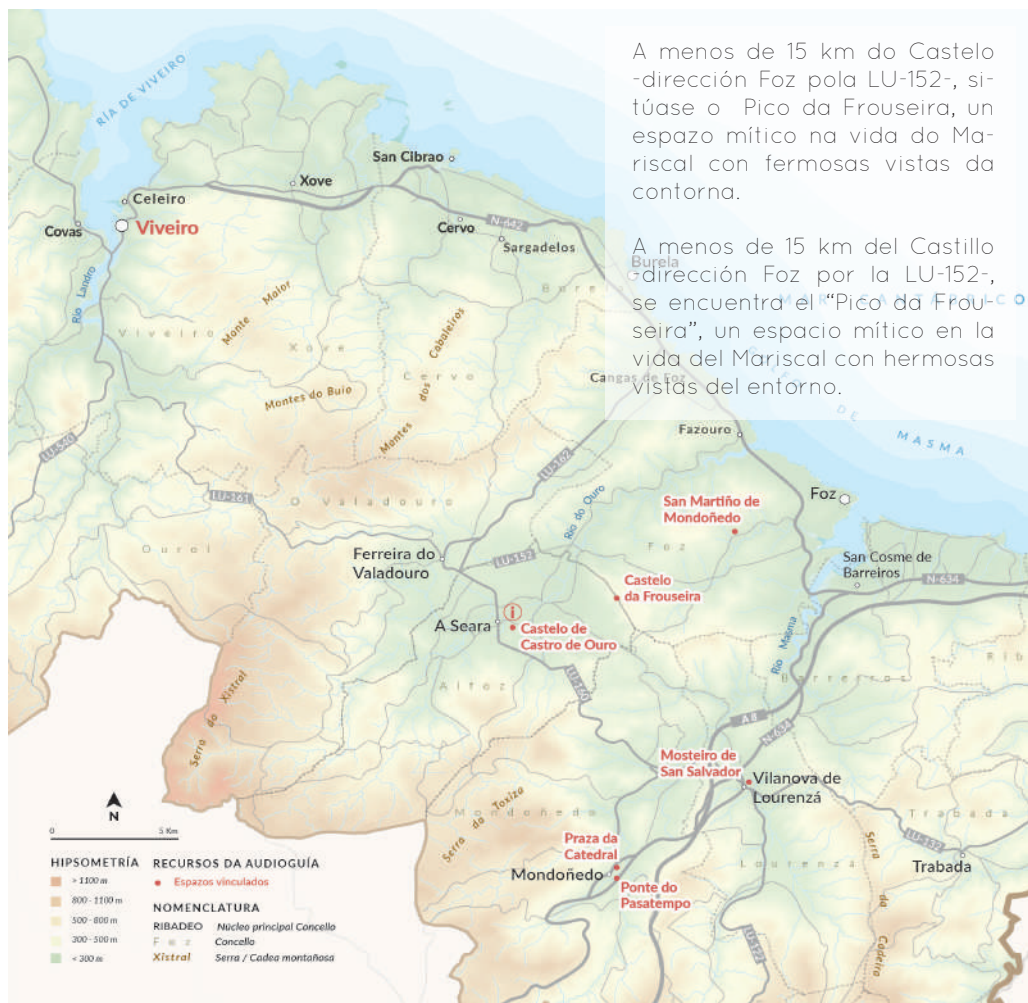 A menos de 15 km do Castelo
-dirección Foz pola LU-152-, si-
túase o Pico da Frouseira, un
espazo mítico na vida do Ma-
riscal con fermosas vistas da
contorna.
A menos de 15 km del Castillo
-dirección Foz por la LU-152-,
se encuentra el “Pico da Frou-
seira”, un espacio mítico en la
vida del Mariscal con hermosas
vistas del entorno.
RÍA DE VIVEIRO
San Cibrao
Xove
Celeiro
Covas
Viveiro
Cervo
N-642
Sargadelos
Burela
MAR CANTÁBRICO
Río Landro
Monte Maior
Viveiro
Xove
Cabaleiros
dos
Montes
Cervo
Montes do Buio
Cangas de Foz
DE
MASMA
Fazouro
LU-540
LU-161
LU-162
O Valadouro
Río do Ouro
San Martiño de
Mondoñedo
Foz
Ourol
Ferreira do
Valadouro
LU-152
Foz
San Cosme de
Barreiros
N-634
Castelo
da Frouseira
A Seara
i
Castelo de
Castro de Ouro
Río Masma
Barreiros
Alfoz
LU-160
Serra do Xistral
A8
N-634
Mosteiro de
San Salvador
Vilanova de
Lourenzá
Mondoñedo
Serra da Toxiza
Trabada
LU-132
Trabada
Praza da
Catedral
Mondoñedo
Ponte do
Pasatempo
Lourenzá
Serra
da
Cadeira
LU-122
N
0 5 Km
HIPSOMETRÍA
> 1100 m
800 - 1100 m
500 - 800 m
300 - 500 m
< 300 m
RECURSOS DA AUDIOGUÍA
Espazos vinculados
NOMENCLATURA
RIBADEO Núcleo principal Concello
Foz Concello
Xistral Serra / Cadea montañosa